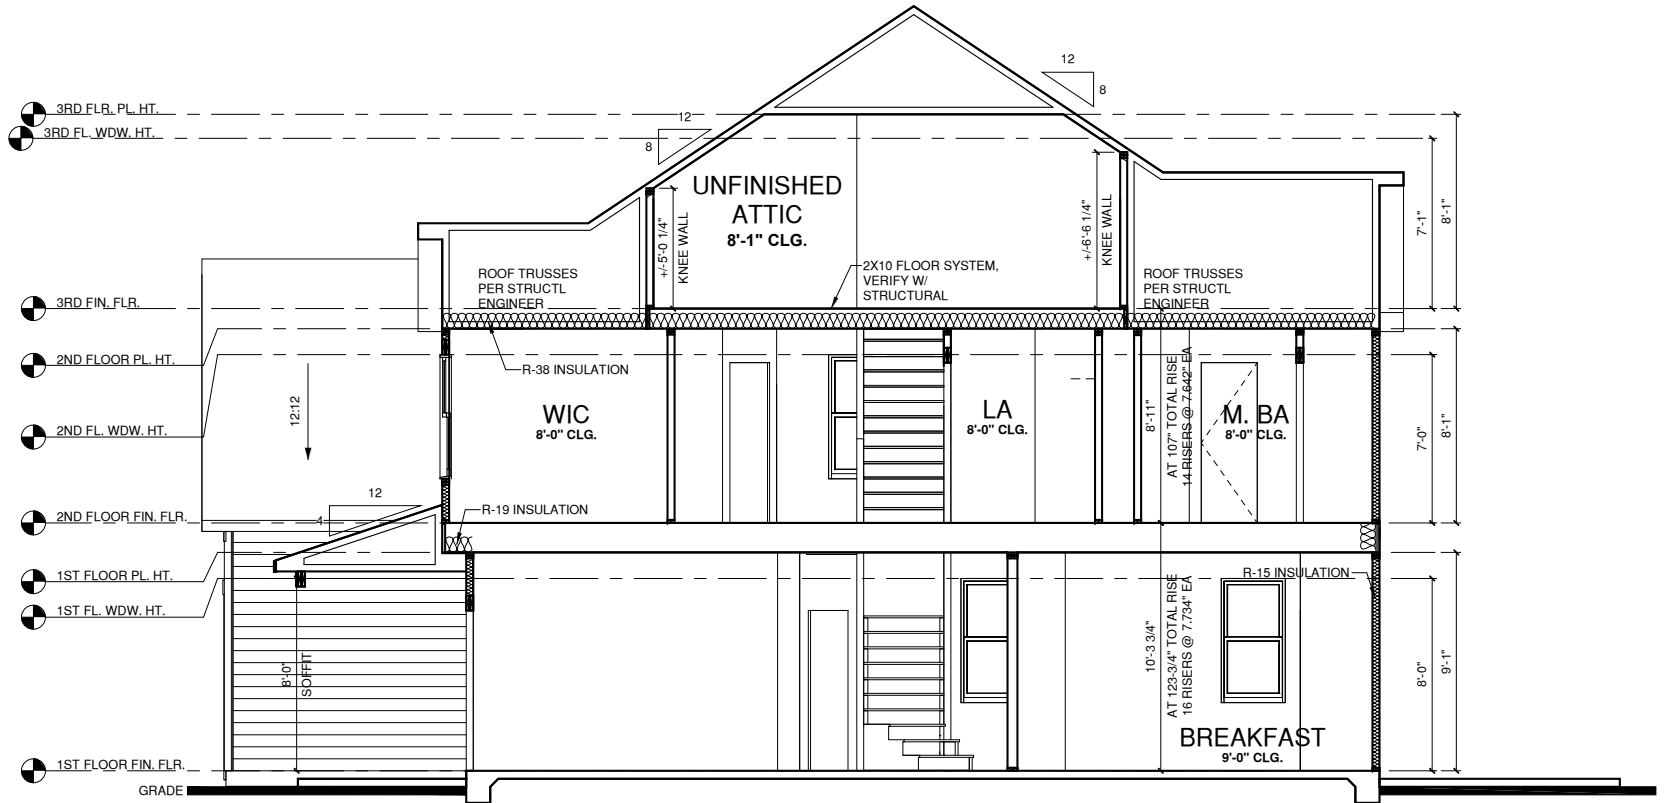 12
8
3RD FLR. PL. HT.
12
3RD FL. WDW. HT.
8
UNFINISHED
ATTIC
8'-1" CLG.
+/-5'-0 1/4"
KNEE WALL
+/-6'-6 1/4"
KNEE WALL
7'-1"
8'-1"
ROOF TRUSSES
PER STRUCTL
ENGINEER
2X10 FLOOR SYSTEM,
VERIFY W/
STRUCTURAL
ROOF TRUSSES
PER STRUCTL
ENGINEER
3RD FIN. FLR.
2ND FLOOR PL. HT.
R-38 INSULATION
12:12
WIC
8'-0" CLG.
LA
8'-0" CLG.
8'-11"
AT 107" TOTAL RISE
14 RISERS @ 7.642" EA
M. BA
8'-0" CLG.
7'-0"
8'-1"
2ND FL. WDW. HT.
12
4
R-19 INSULATION
2ND FLOOR FIN. FLR.
1ST FLOOR PL. HT.
R-15 INSULATION
1ST FL. WDW. HT.
8'-0"
SOFFIT
10'-3 3/4"
AT 123-3/4" TOTAL RISE
16 RISERS @ 7.734" EA
8'-0"
9'-1"
BREAKFAST
9'-0" CLG.
1ST FLOOR FIN. FLR.
GRADE